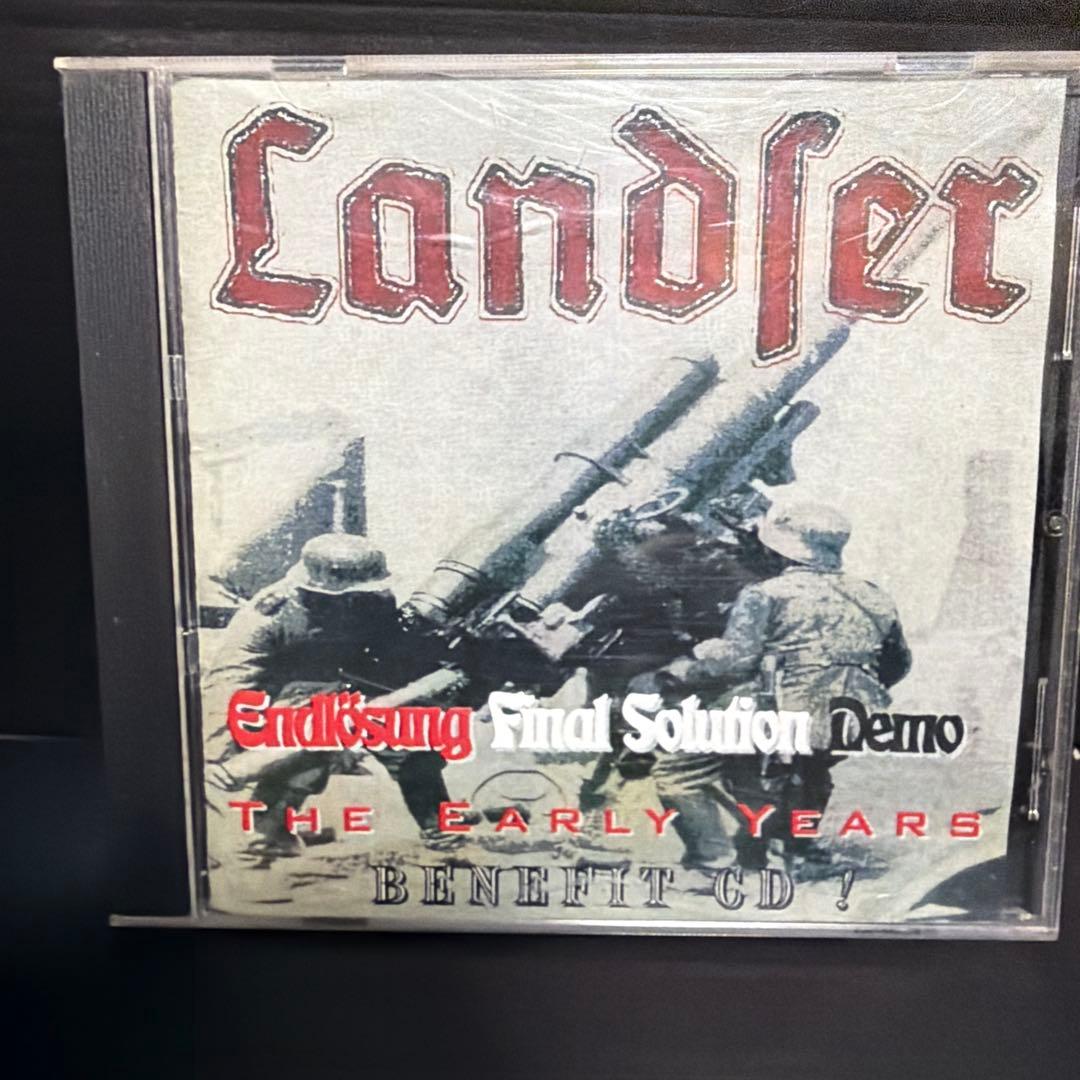 Landſer
Endlösung Final Solution Demo
THE EARLY YEARS
BENEFIT CD !